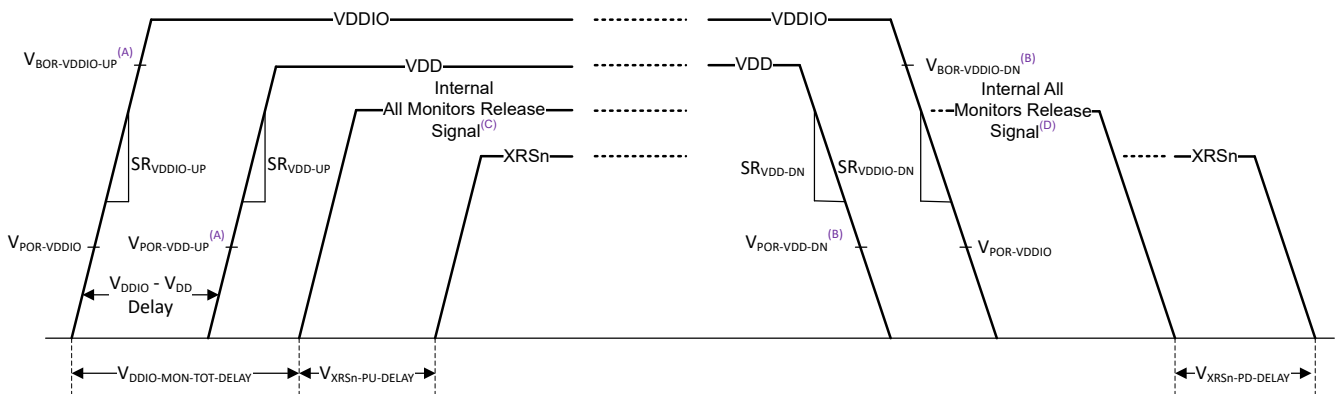 VDDIO
VDDIO
VBOR-VDDIO-UP(A)
VDD
VDD
VBOR-VDDIO-DN(B)
Internal
All Monitors Release
Signal(C)
Internal All
Monitors Release
Signal(D)
XRSn
XRSn
SRVDDIO-UP
SRVDD-UP
SRVDD-DN
SRVDDIO-DN
VPOR-VDDIO
VPOR-VDD-UP(A)
VPOR-VDD-DN(B)
VPOR-VDDIO
VDDIO - VDD
Delay
VDDIO-MON-TOT-DELAY
VXRSn-PU-DELAY
VXRSn-PD-DELAY